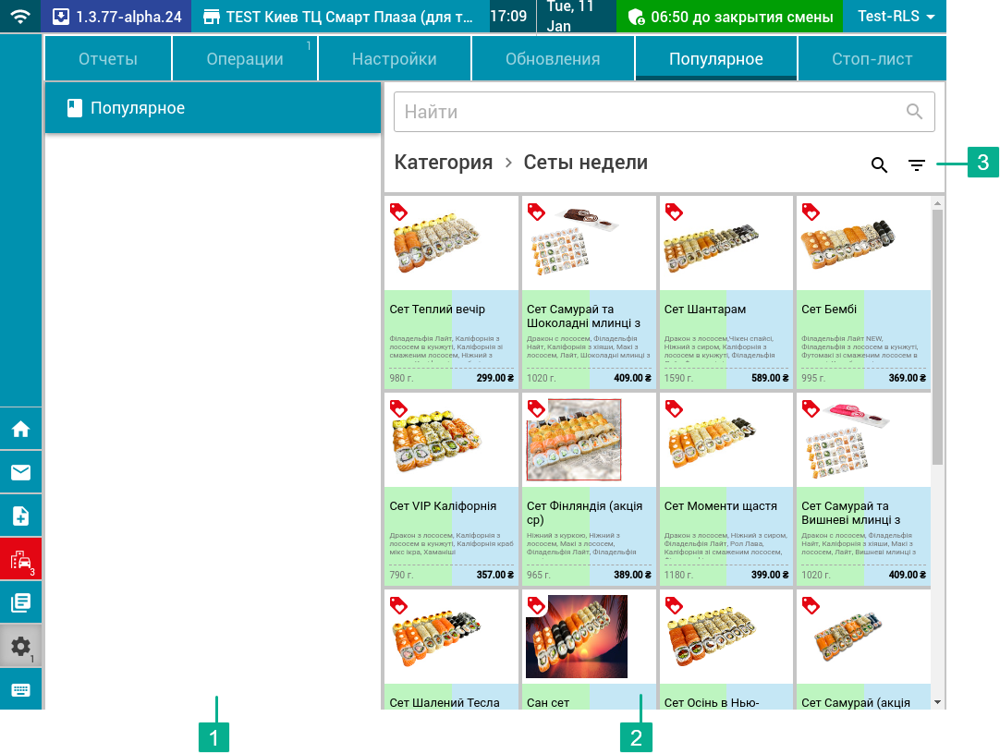 1.3.77-alpha.24
TEST Киев ТЦ Смарт Плаза (для т...
17:09
Tue, 11
Jan
06:50 до закрытия смены
Test-RLS
Отчеты
Операции
1
Настройки
Обновления
Популярное
Стоп-лист
Популярное
Найти
Категория > Сеты недели
3
Сет Теплий вечір
Філадельфія Лайт, Каліфорнія з
лососем в кунжуті, Каліфорнія зі
смаженим лососем, Ніжний з
980 г.
299.00 ₴
Сет Самурай та
Шоколадні млинці з
Дракон с лососем, Філадельфія
Найт, Каліфорнія з хіяши, Макі з
лососем, Лайт, Шоколадні млинці з
1020 г.
409.00 ₴
Сет Шантарам
Дракон з лососем,Чікен спайсі,
Ніжний з сиром, Каліфорнія з
лососем в кунжуті, Філадельфія
1590 г.
589.00 ₴
Сет Бембі
Філадельфія Лайт NEW,
Філадельфія з лососем в кунжуті,
Футомакі зі смаженим лососем в
995 г.
369.00 ₴
Сет VIP Каліфорнія
Дракон з лососем, Каліфорнія з
лососем в кунжуті, Каліфорнія краб
мікс ікра, Хаманіші
790 г.
357.00 ₴
Сет Фінляндія (акція
ср)
Ніжний з куркою, Ніжний з
лососем, Макі з лососем,
Філадельфія Лайт, Філадельфія
965 г.
389.00 ₴
Сет Моменти щастя
Дракон з лососем, Ніжний з сиром,
Філадельфія Лайт, Рол Лава,
Каліфорнія зі смаженим лососем,
1180 г.
399.00 ₴
Сет Самурай та
Вишневі млинці з
Дракон с лососем, Філадельфія
Найт, Каліфорнія з хіяши, Макі з
лососем, Лайт, Вишневі млинці з
1020 г.
409.00 ₴
Сет Шалений Тесла
Сан сет
Сет Осінь в Нью-
Сет Самурай (акція
3
1
1
2